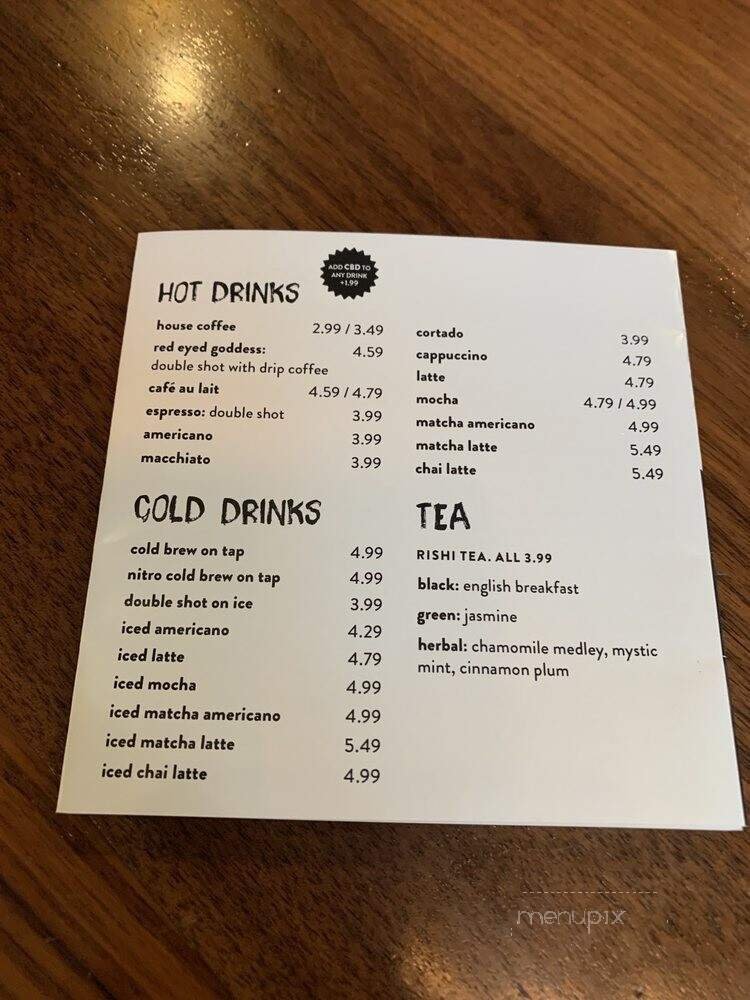 HOT DRINKS
ADD CBD TO
ANY DRINK
+1.99
house coffee 2.99 / 3.49
red eyed goddess: 4.59
double shot with drip coffee
café au lait 4.59 / 4.79
espresso: double shot 3.99
americano 3.99
macchiato 3.99
cortado 3.99
cappuccino 4.79
latte 4.79
mocha 4.79 / 4.99
matcha americano 4.99
matcha latte 5.49
chai latte 5.49
COLD DRINKS
cold brew on tap 4.99
nitro cold brew on tap 4.99
double shot on ice 3.99
iced americano 4.29
iced latte 4.79
iced mocha 4.99
iced matcha americano 4.99
iced matcha latte 5.49
iced chai latte 4.99
TEA
RISHI TEA. ALL 3.99
black: english breakfast
green: jasmine
herbal: chamomile medley, mystic
mint, cinnamon plum
menupix